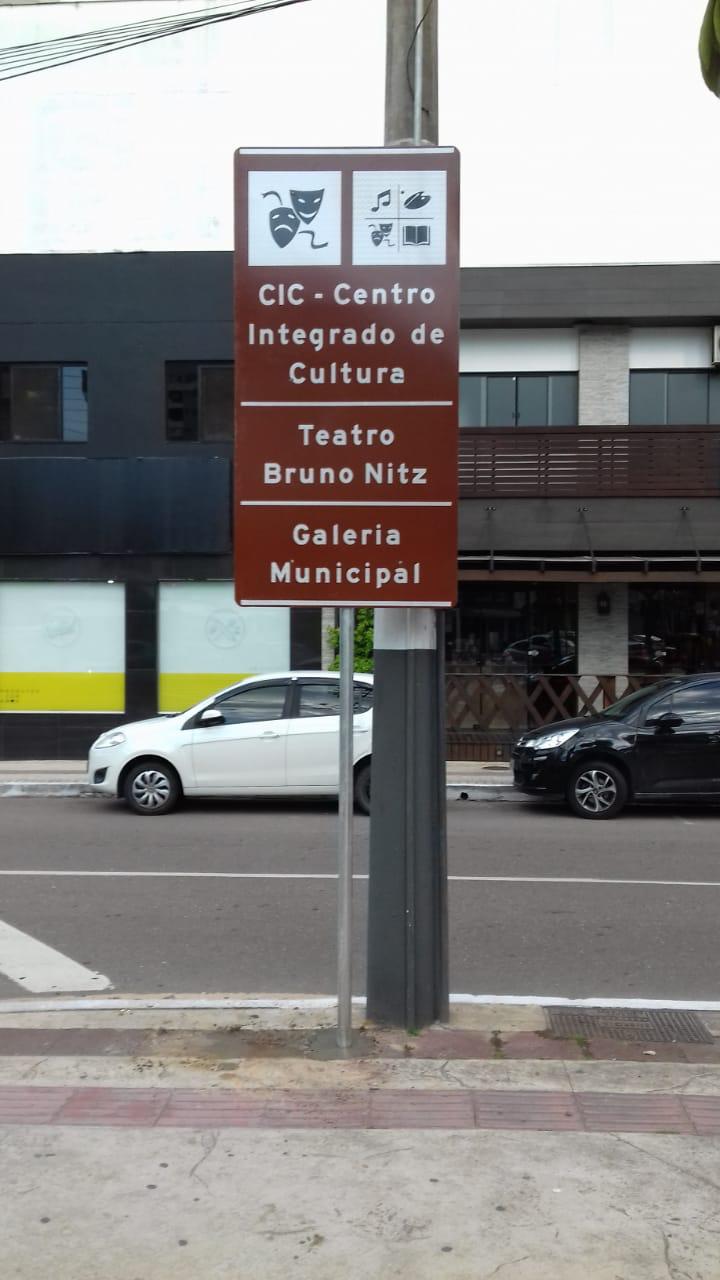 CIC - Centro
Integrado de
Cultura
Teatro
Bruno Nitz
Galeria
Municipal